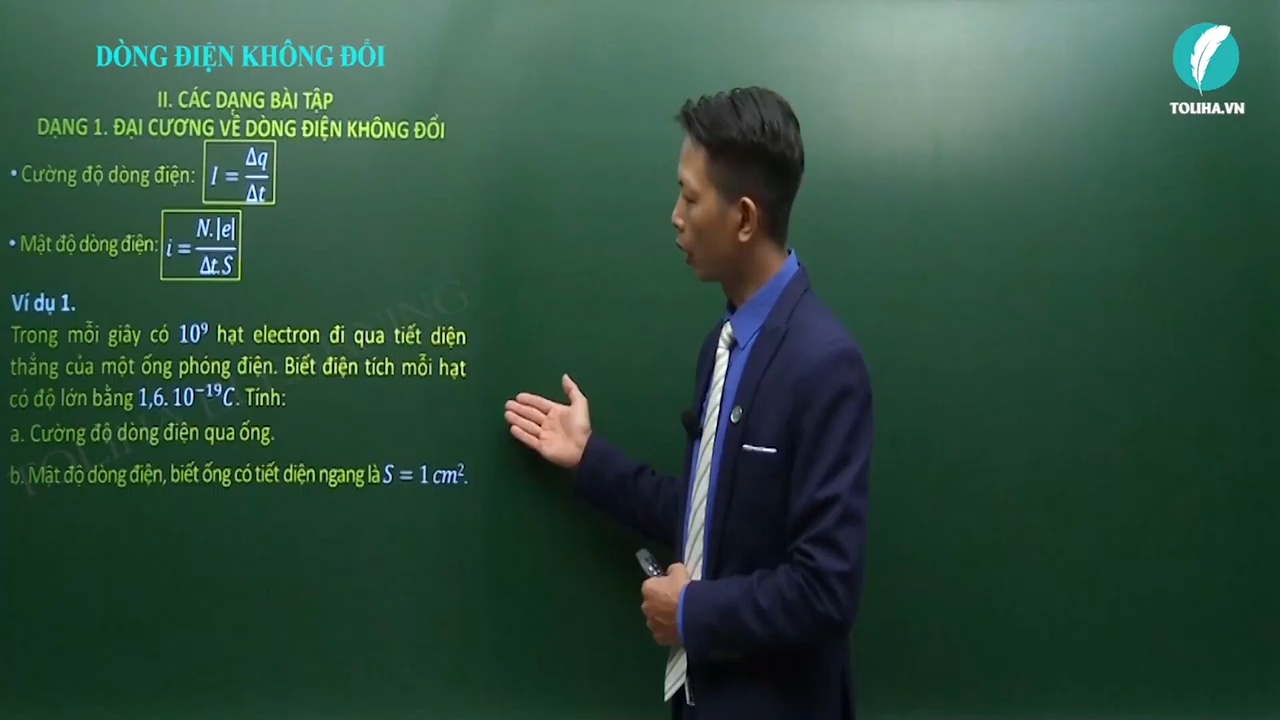 DÒNG ĐIỆN KHÔNG ĐỔI
TOLIHA.VN
II. CÁC DẠNG BÀI TẬP
DẠNG 1. ĐẠI CƯƠNG VỀ DÒNG ĐIỆN KHÔNG ĐỔI
• Cường độ dòng điện: I = Δq/Δt
• Mật độ dòng điện: i = N.|e|/Δt.S
Ví dụ 1.
Trong mỗi giây có 10⁹ hạt electron đi qua tiết diện
thẳng của một ống phóng điện. Biết điện tích mỗi hạt
có độ lớn bằng 1,6.10⁻¹⁹C. Tính:
a. Cường độ dòng điện qua ống.
b. Mật độ dòng điện, biết ống có tiết diện ngang là S = 1 cm².